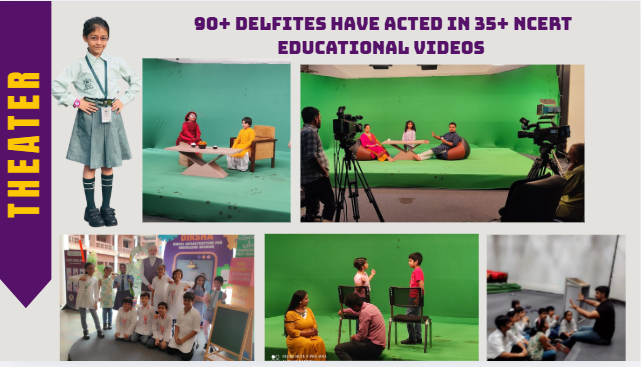 90+ DELFITES HAVE ACTED IN 35+ NCERT
EDUCATIONAL VIDEOS
THEATER
DIKSHA